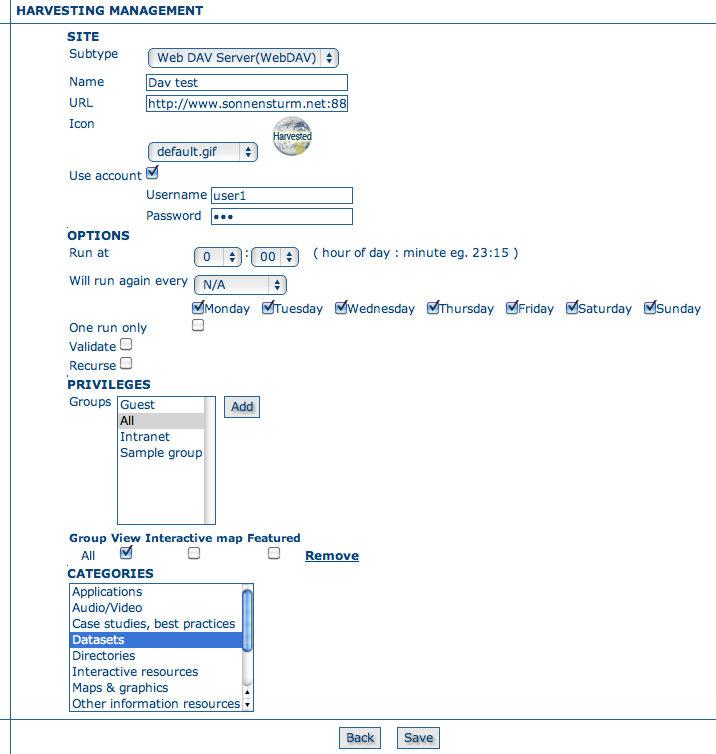 HARVESTING MANAGEMENT
SITE
Subtype Web DAV Server(WebDAV)
Name Dav test
URL http://www.sonnensturm.net:88
Icon
Harvested
default.gif
Use account
Username user1
Password •••
OPTIONS
Run at 0 : 00 ( hour of day : minute eg. 23:15 )
Will run again every N/A
Monday Tuesday Wednesday Thursday Friday Saturday Sunday
One run only
Validate
Recurse
PRIVILEGES
Groups Guest Add
All
Intranet
Sample group
Group View Interactive map Featured
All Remove
CATEGORIES
Applications
Audio/Video
Case studies, best practices
Datasets
Directories
Interactive resources
Maps & graphics
Other information resources
Back Save